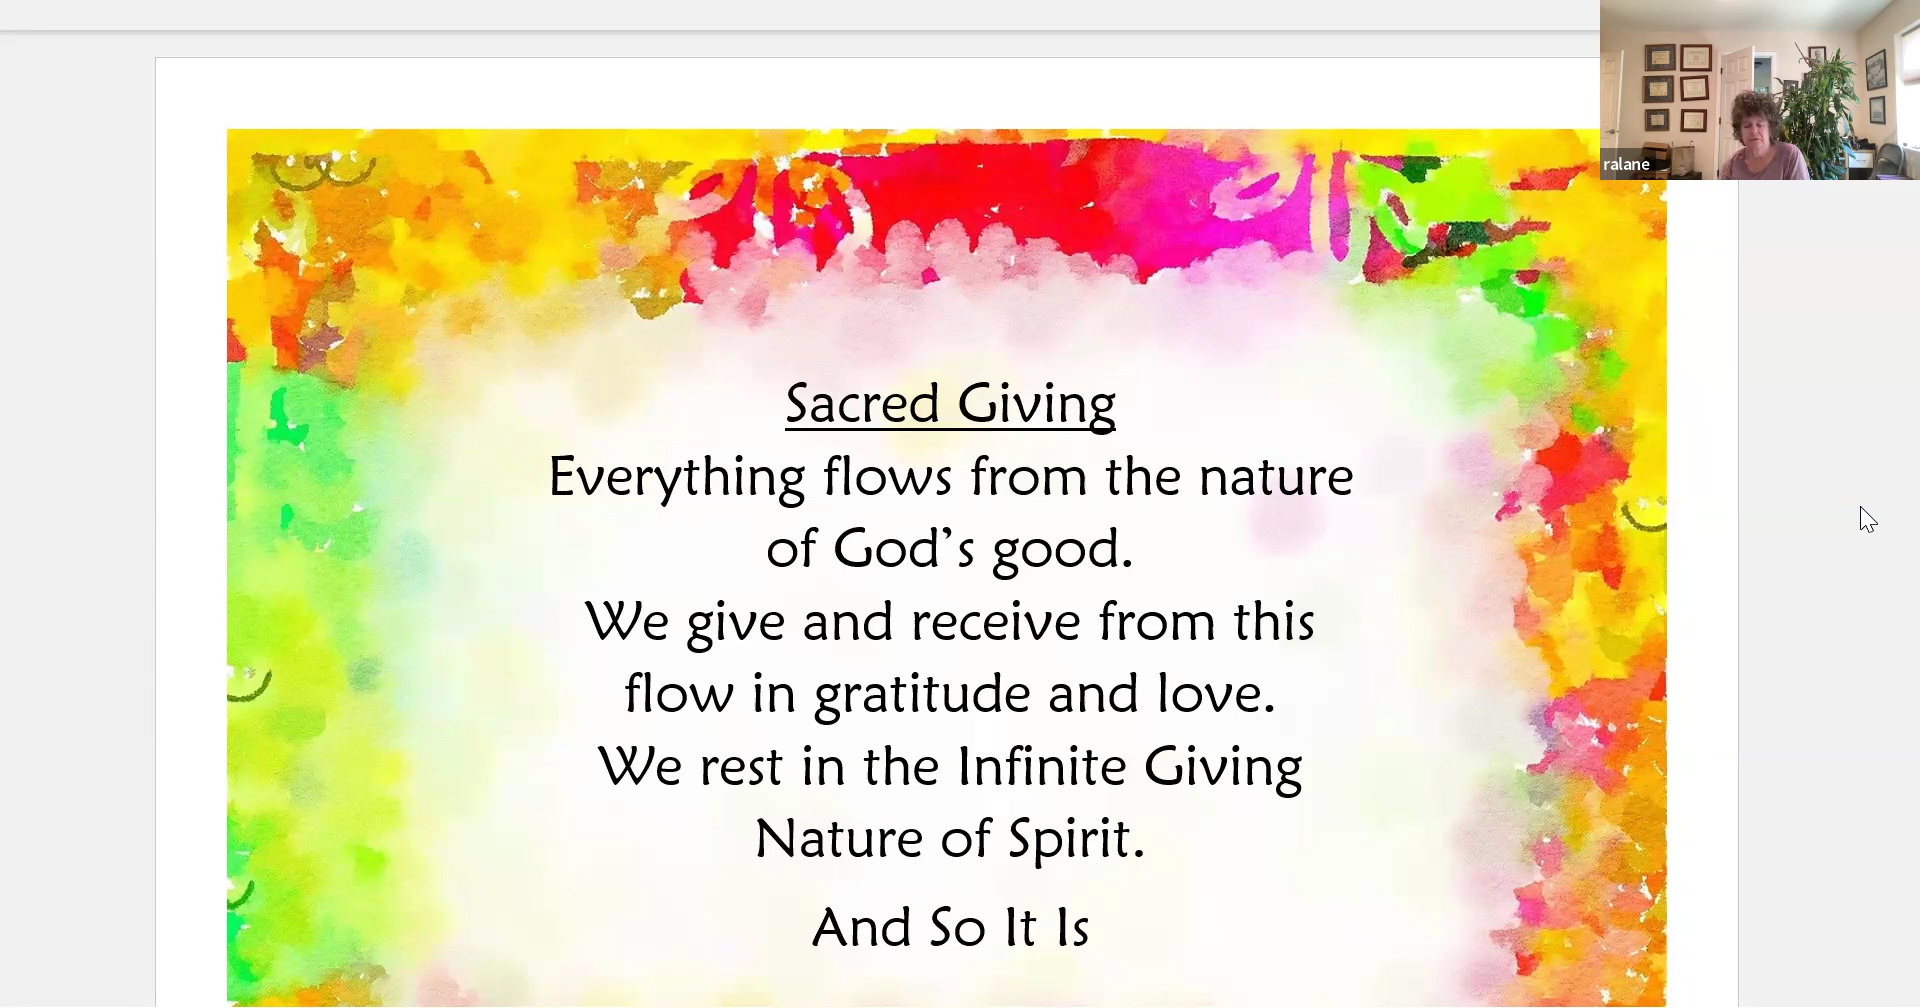 ralane
Sacred Giving
Everything flows from the nature
of God’s good.
We give and receive from this
flow in gratitude and love.
We rest in the Infinite Giving
Nature of Spirit.
And So It Is